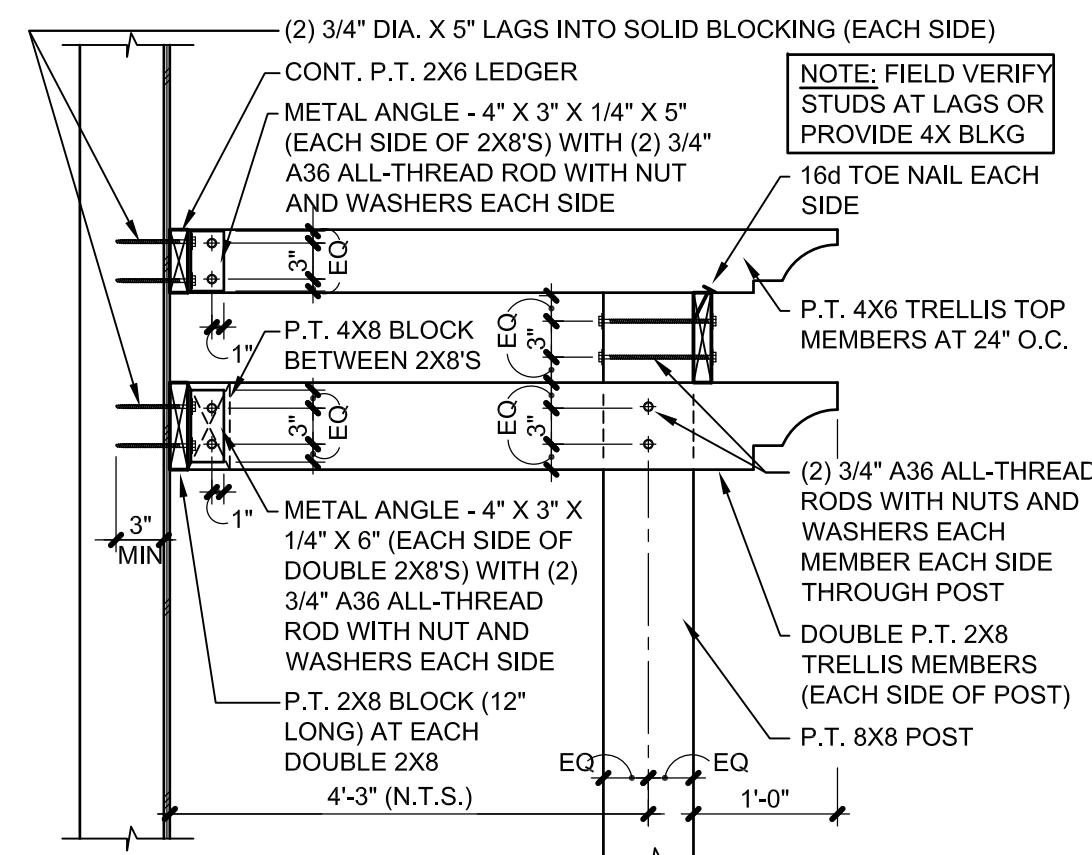 (2) 3/4" DIA. X 5" LAGS INTO SOLID BLOCKING (EACH SIDE)
CONT. P.T. 2X6 LEDGER
METAL ANGLE - 4" X 3" X 1/4" X 5"
(EACH SIDE OF 2X8'S) WITH (2) 3/4"
A36 ALL-THREAD ROD WITH NUT
AND WASHERS EACH SIDE
NOTE: FIELD VERIFY
STUDS AT LAGS OR
PROVIDE 4X BLKG
16d TOE NAIL EACH
SIDE
3"
EQ
1"
P.T. 4X8 BLOCK
BETWEEN 2X8'S
EQ
3"
P.T. 4X6 TRELLIS TOP
MEMBERS AT 24" O.C.
3"
EQ
EQ
3"
1"
3"
MIN
METAL ANGLE - 4" X 3" X
1/4" X 6" (EACH SIDE OF
DOUBLE 2X8'S) WITH (2)
3/4" A36 ALL-THREAD
ROD WITH NUT AND
WASHERS EACH SIDE
(2) 3/4" A36 ALL-THREAD
RODS WITH NUTS AND
WASHERS EACH
MEMBER EACH SIDE
THROUGH POST
DOUBLE P.T. 2X8
TRELLIS MEMBERS
(EACH SIDE OF POST)
P.T. 8X8 POST
P.T. 2X8 BLOCK (12"
LONG) AT EACH
DOUBLE 2X8
EQ
EQ
4'-3" (N.T.S.)
1'-0"